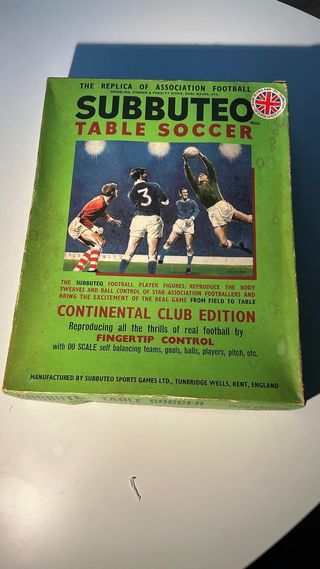 THE REPLICA OF ASSOCIATION FOOTBALL
SUBBUTEO
REGD.
TABLE SOCCER
3
THE SUBBUTEO FOOTBALL PLAYER FIGURES; REPRODUCE THE BODY
SWERVES AND BALL CONTROL OF STAR ASSOCIATION FOOTBALLERS AND
BRING THE EXCITEMENT OF THE REAL GAME FROM FIELD TO TABLE
CONTINENTAL CLUB EDITION
Reproducing all the thrills of real football by
FINGERTIP CONTROL
with 00 SCALE self balancing teams, goals, balls, players, pitch, etc.
MANUFACTURED BY SUBBUTEO SPORTS GAMES LTD., TUNBRIDGE WELLS, KENT, ENGLAND
SUBBUTEO TABLE SOCCER